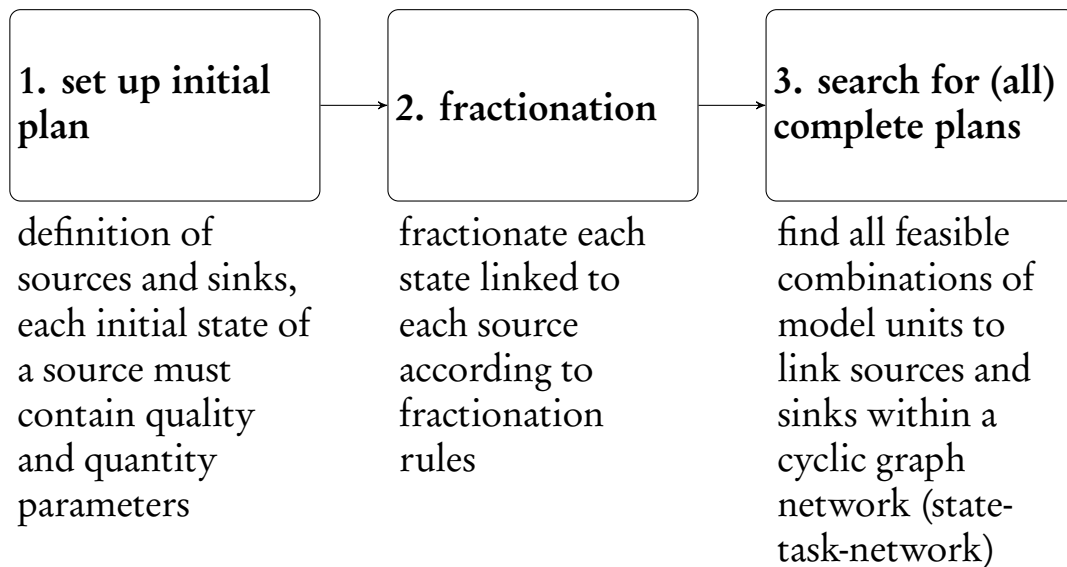 1. set up initial
plan
2. fractionation
3. search for (all)
complete plans
definition of
sources and sinks,
each initial state of
a source must
contain quality
and quantity
parameters
fractionate each
state linked to
each source
according to
fractionation
rules
find all feasible
combinations of
model units to
link sources and
sinks within a
cyclic graph
network (state-
task-network)